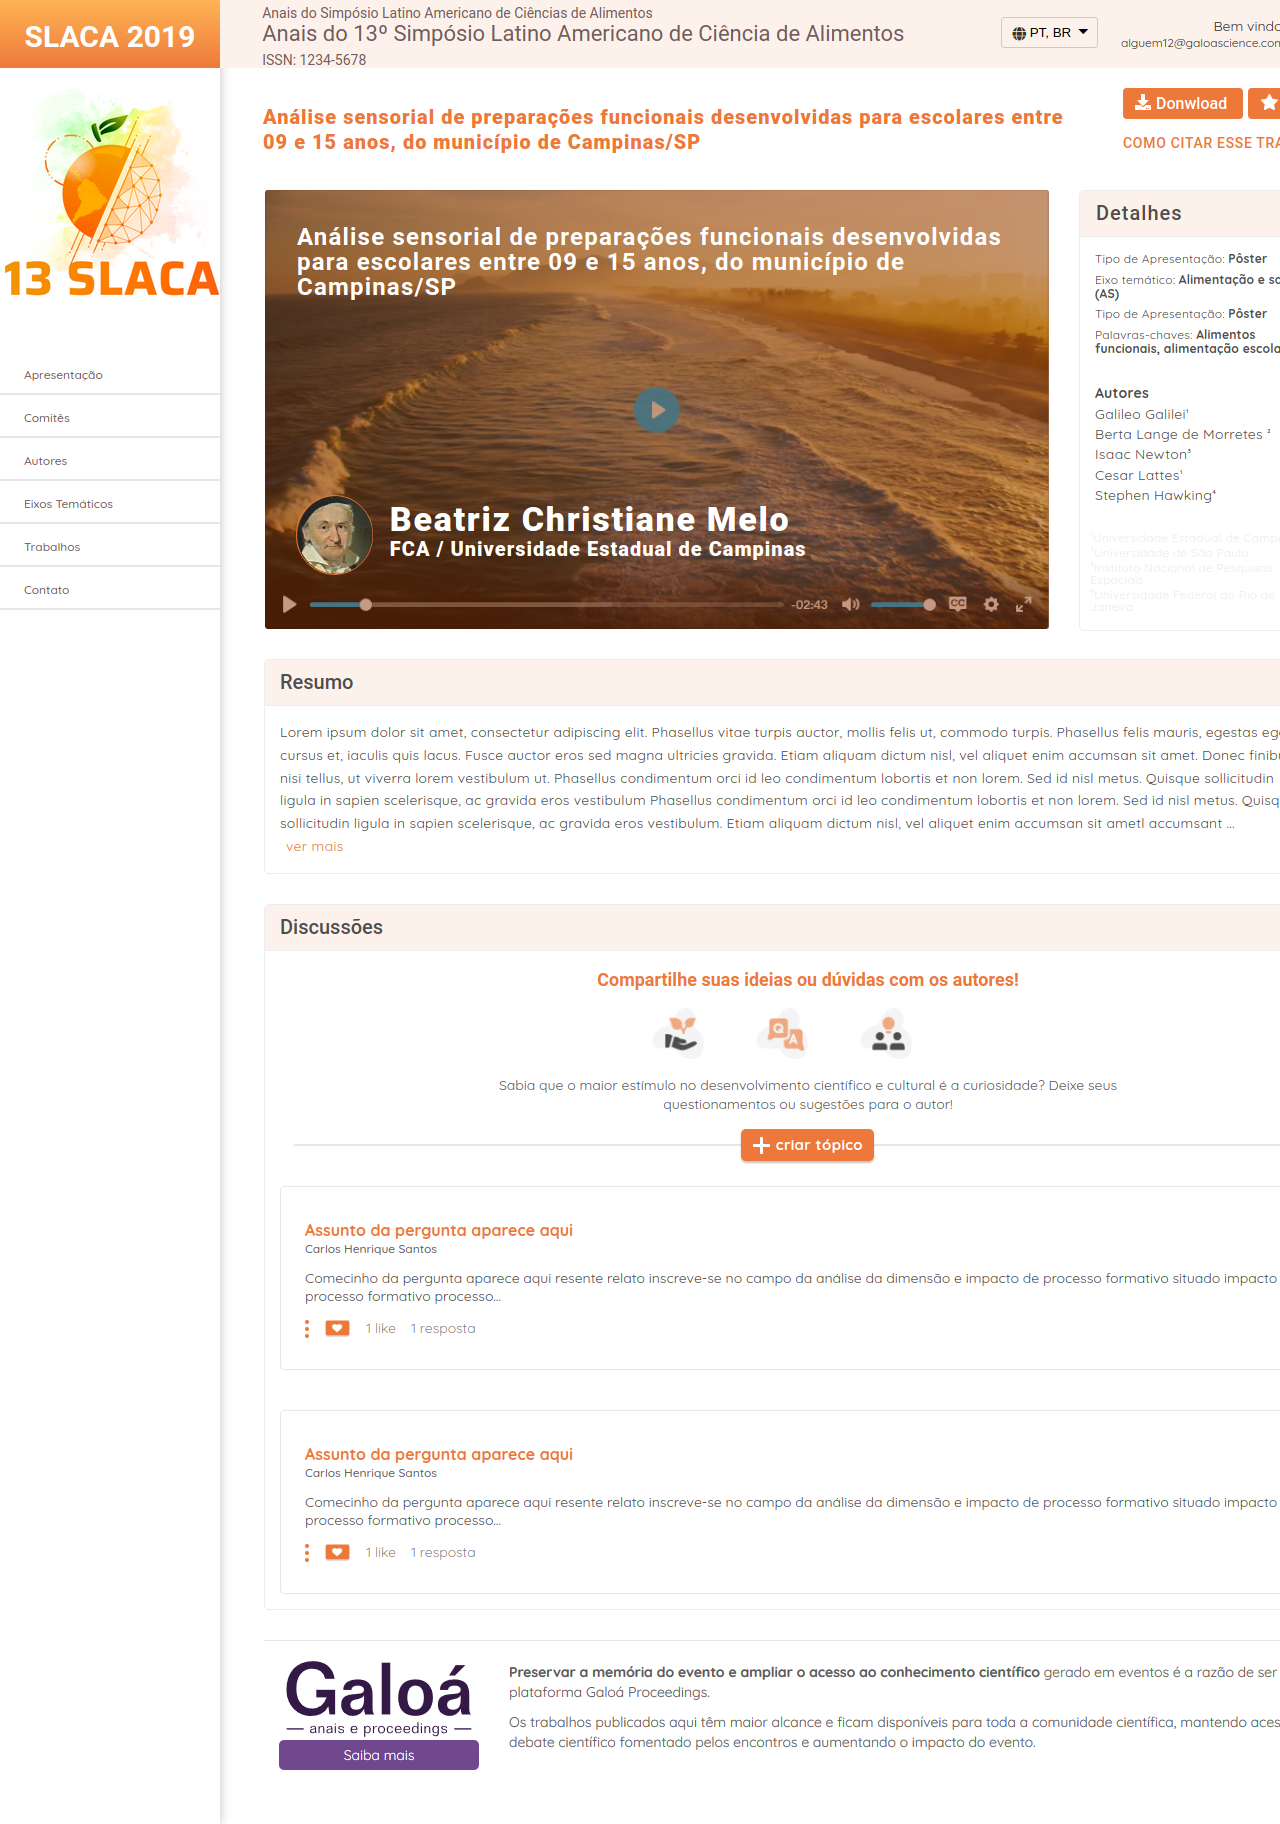 SLACA 2019
Anais do Simpósio Latino Americano de Ciências de Alimentos
Anais do 13º Simpósio Latino Americano de Ciência de Alimentos
ISSN: 1234-5678
PT, BR
Bem vindo
alguem12@galoascience.com
13 SLACA
Apresentação
Comitês
Autores
Eixos Temáticos
Trabalhos
Contato
Análise sensorial de preparações funcionais desenvolvidas para escolares entre
09 e 15 anos, do município de Campinas/SP
Donwload
COMO CITAR ESSE TRA
Análise sensorial de preparações funcionais desenvolvidas
para escolares entre 09 e 15 anos, do município de
Campinas/SP
Beatriz Christiane Melo
FCA / Universidade Estadual de Campinas
-02:43
CC
Detalhes
Tipo de Apresentação: Pôster
Eixo temático: Alimentação e sa
(AS)
Tipo de Apresentação: Pôster
Palavras-chaves: Alimentos
funcionais, alimentação escola
Autores
Galileo Galilei¹
Berta Lange de Morretes ²
Isaac Newton³
Cesar Lattes¹
Stephen Hawking⁴
¹Universidade Estadual de Campi
²Universidade de São Paulo
³Instituto Nacional de Pesquisas
Espaciais
⁴Universidade Federal do Rio de
Janeiro
Resumo
Lorem ipsum dolor sit amet, consectetur adipiscing elit. Phasellus vitae turpis auctor, mollis felis ut, commodo turpis. Phasellus felis mauris, egestas eg
cursus et, iaculis quis lacus. Fusce auctor eros sed magna ultricies gravida. Etiam aliquam dictum nisl, vel aliquet enim accumsan sit amet. Donec finibu
nisi tellus, ut viverra lorem vestibulum ut. Phasellus condimentum orci id leo condimentum lobortis et non lorem. Sed id nisl metus. Quisque sollicitudin
ligula in sapien scelerisque, ac gravida eros vestibulum Phasellus condimentum orci id leo condimentum lobortis et non lorem. Sed id nisl metus. Quisq
sollicitudin ligula in sapien scelerisque, ac gravida eros vestibulum. Etiam aliquam dictum nisl, vel aliquet enim accumsan sit ametl accumsant ...
ver mais
Discussões
Compartilhe suas ideias ou dúvidas com os autores!
Q A
Sabia que o maior estímulo no desenvolvimento científico e cultural é a curiosidade? Deixe seus
questionamentos ou sugestões para o autor!
criar tópico
Assunto da pergunta aparece aqui
Carlos Henrique Santos
Comecinho da pergunta aparece aqui resente relato inscreve-se no campo da análise da dimensão e impacto de processo formativo situado impacto
processo formativo processo...
1 like 1 resposta
Assunto da pergunta aparece aqui
Carlos Henrique Santos
Comecinho da pergunta aparece aqui resente relato inscreve-se no campo da análise da dimensão e impacto de processo formativo situado impacto
processo formativo processo...
1 like 1 resposta
Galoá
anais e proceedings
Saiba mais
Preservar a memória do evento e ampliar o acesso ao conhecimento científico gerado em eventos é a razão de ser
plataforma Galoá Proceedings.
Os trabalhos publicados aqui têm maior alcance e ficam disponíveis para toda a comunidade científica, mantendo aces
debate científico fomentado pelos encontros e aumentando o impacto do evento.